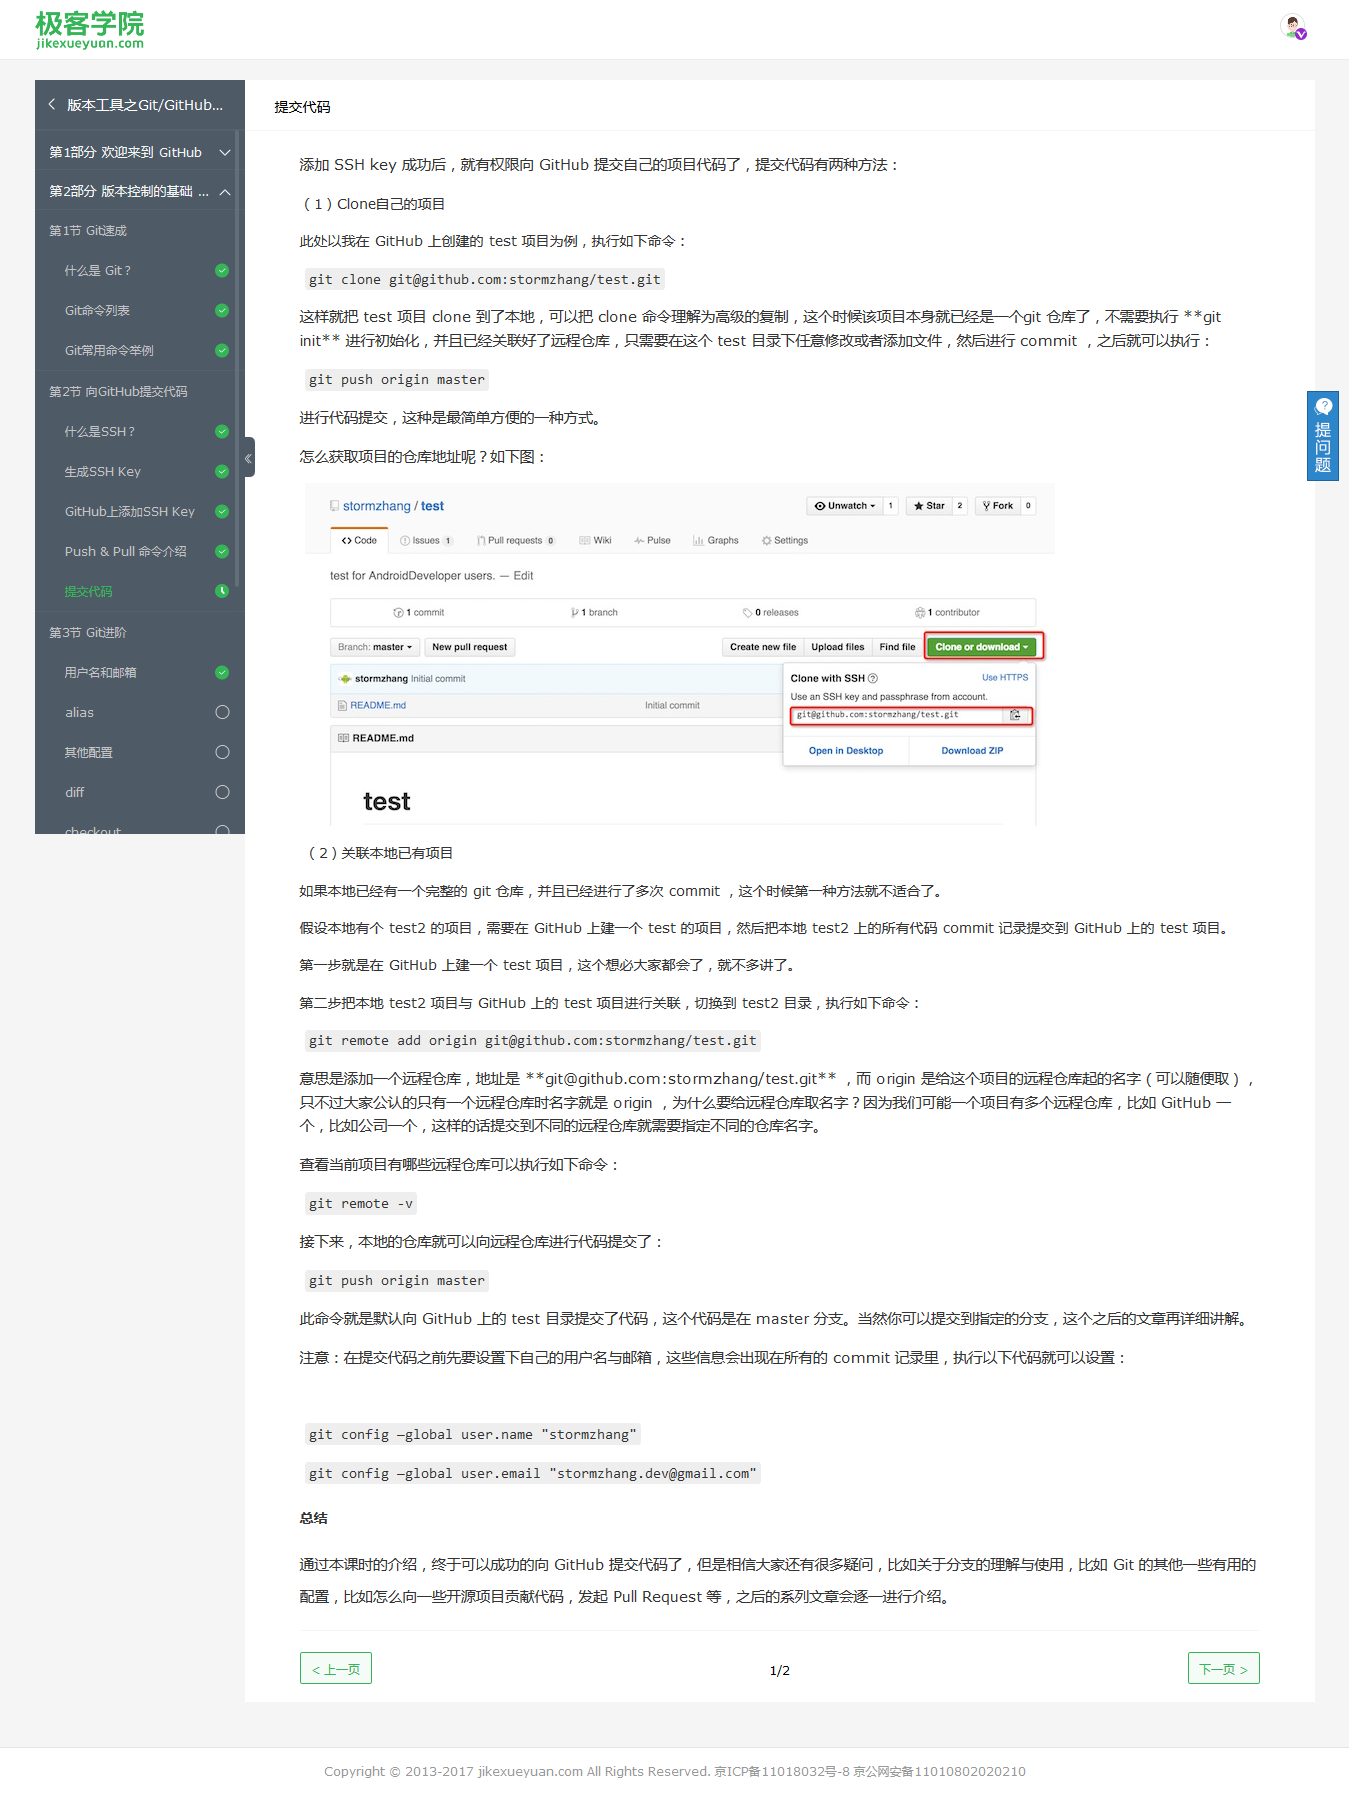 极客学院
jikexueyuan.com
版本工具之Git/GitHub...
第1部分 欢迎来到 GitHub
第2部分 版本控制的基础 ...
第1节 Git速成
什么是 Git？
Git命令列表
Git常用命令举例
第2节 向GitHub提交代码
什么是SSH？
生成SSH Key
GitHub上添加SSH Key
Push & Pull 命令介绍
提交代码
第3节 Git进阶
用户名和邮箱
alias
其他配置
diff
checkout
提交代码
添加 SSH key 成功后，就有权限向 GitHub 提交自己的项目代码了，提交代码有两种方法：
（1）Clone自己的项目
此处以我在 GitHub 上创建的 test 项目为例，执行如下命令：
git clone git@github.com:stormzhang/test.git
这样就把 test 项目 clone 到了本地，可以把 clone 命令理解为高级的复制，这个时候该项目本身就已经是一个git 仓库了，不需要执行 **git
init** 进行初始化，并且已经关联好了远程仓库，只需要在这个 test 目录下任意修改或者添加文件，然后进行 commit ，之后就可以执行：
git push origin master
进行代码提交，这种是最简单方便的一种方式。
怎么获取项目的仓库地址呢？如下图：
stormzhang / test
Unwatch 1 Star 2 Fork 0
Code Issues 1 Pull requests 0 Wiki Pulse Graphs Settings
test for AndroidDeveloper users. — Edit
1 commit 1 branch 0 releases 1 contributor
Branch: master New pull request Create new file Upload files Find file Clone or download
stormzhang Initial commit
README.md Initial commit
README.md
test
Clone with SSH Use HTTPS
Use an SSH key and passphrase from account.
git@github.com:stormzhang/test.git
Open in Desktop Download ZIP
（2）关联本地已有项目
如果本地已经有一个完整的 git 仓库，并且已经进行了多次 commit ，这个时候第一种方法就不适合了。
假设本地有个 test2 的项目，需要在 GitHub 上建一个 test 的项目，然后把本地 test2 上的所有代码 commit 记录提交到 GitHub 上的 test 项目。
第一步就是在 GitHub 上建一个 test 项目，这个想必大家都会了，就不多讲了。
第二步把本地 test2 项目与 GitHub 上的 test 项目进行关联，切换到 test2 目录，执行如下命令：
git remote add origin git@github.com:stormzhang/test.git
意思是添加一个远程仓库，地址是 **git@github.com:stormzhang/test.git** ，而 origin 是给这个项目的远程仓库起的名字（可以随便取），
只不过大家公认的只有一个远程仓库时名字就是 origin ，为什么要给远程仓库取名字？因为我们可能一个项目有多个远程仓库，比如 GitHub 一
个，比如公司一个，这样的话提交到不同的远程仓库就需要指定不同的仓库名字。
查看当前项目有哪些远程仓库可以执行如下命令：
git remote -v
接下来，本地的仓库就可以向远程仓库进行代码提交了：
git push origin master
此命令就是默认向 GitHub 上的 test 目录提交了代码，这个代码是在 master 分支。当然你可以提交到指定的分支，这个之后的文章再详细讲解。
注意：在提交代码之前先要设置下自己的用户名与邮箱，这些信息会出现在所有的 commit 记录里，执行以下代码就可以设置：
git config —global user.name "stormzhang"
git config —global user.email "stormzhang.dev@gmail.com"
总结
通过本课时的介绍，终于可以成功的向 GitHub 提交代码了，但是相信大家还有很多疑问，比如关于分支的理解与使用，比如 Git 的其他一些有用的
配置，比如怎么向一些开源项目贡献代码，发起 Pull Request 等，之后的系列文章会逐一进行介绍。
< 上一页 1/2 下一页 >
提问题
Copyright © 2013-2017 jikexueyuan.com All Rights Reserved. 京ICP备11018032号-8 京公网安备11010802020210